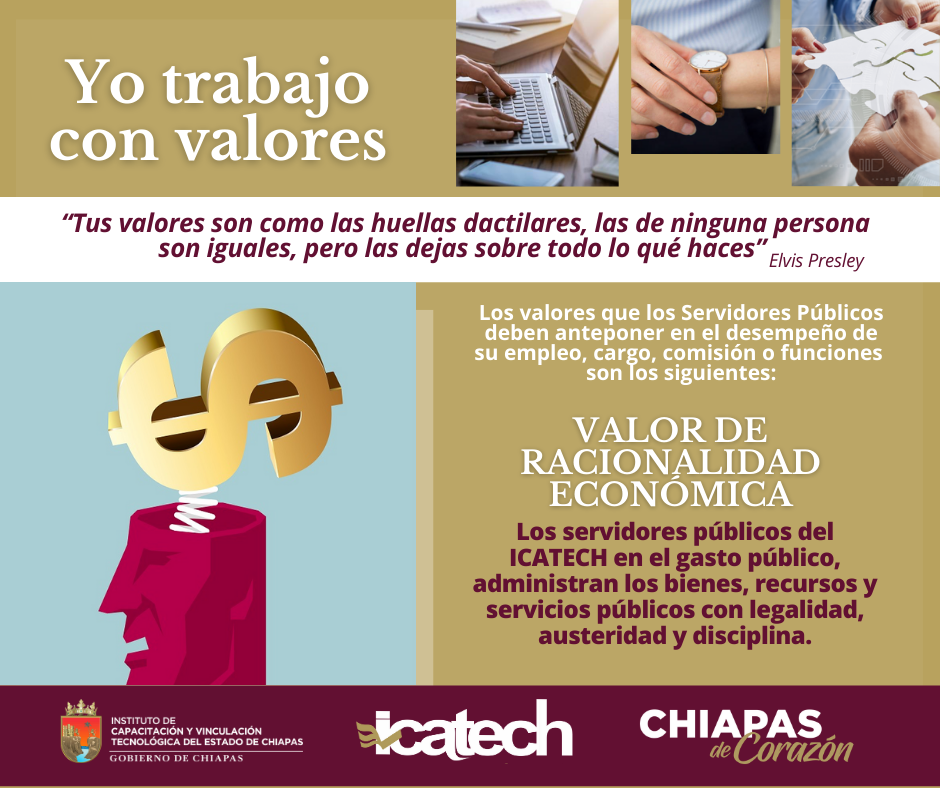 Yo trabajo
con valores
“Tus valores son como las huellas dactilares, las de ninguna persona
son iguales, pero las dejas sobre todo lo qué haces”
Elvis Presley
Los valores que los Servidores Públicos
deben anteponer en el desempeño de
su empleo, cargo, comisión o funciones
son los siguientes:
VALOR DE
RACIONALIDAD
ECONÓMICA
Los servidores públicos del
ICATECH en el gasto público,
administran los bienes, recursos y
servicios públicos con legalidad,
austeridad y disciplina.
INSTITUTO DE
CAPACITACIÓN Y VINCULACIÓN
TECNOLÓGICA DEL ESTADO DE CHIAPAS
GOBIERNO DE CHIAPAS
icatech
CHIAPAS
de Corazón